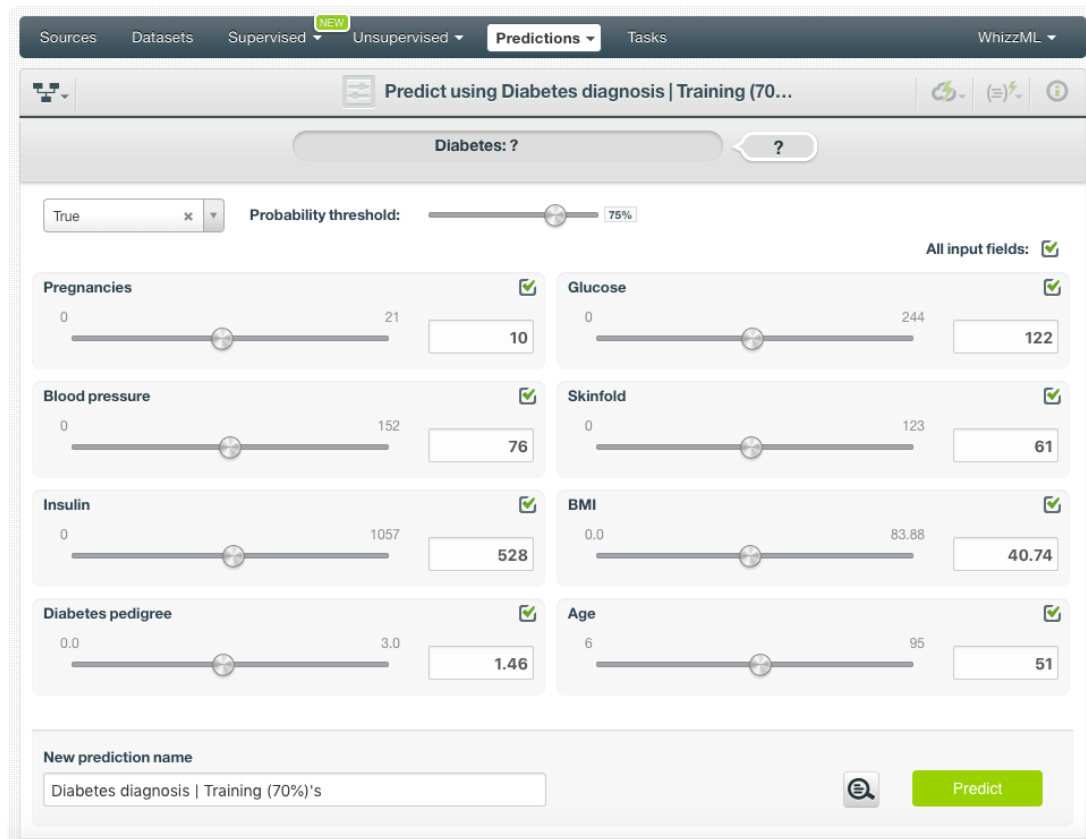 Sources Datasets Supervised NEW Unsupervised Predictions Tasks WhizzML
Predict using Diabetes diagnosis | Training (70...
Diabetes: ? ?
True Probability threshold: 75%
All input fields:
Pregnancies
0 21
10
Glucose
0 244
122
Blood pressure
0 152
76
Skinfold
0 123
61
Insulin
0 1057
528
BMI
0.0 83.88
40.74
Diabetes pedigree
0.0 3.0
1.46
Age
6 95
51
New prediction name
Diabetes diagnosis | Training (70%)'s
Predict